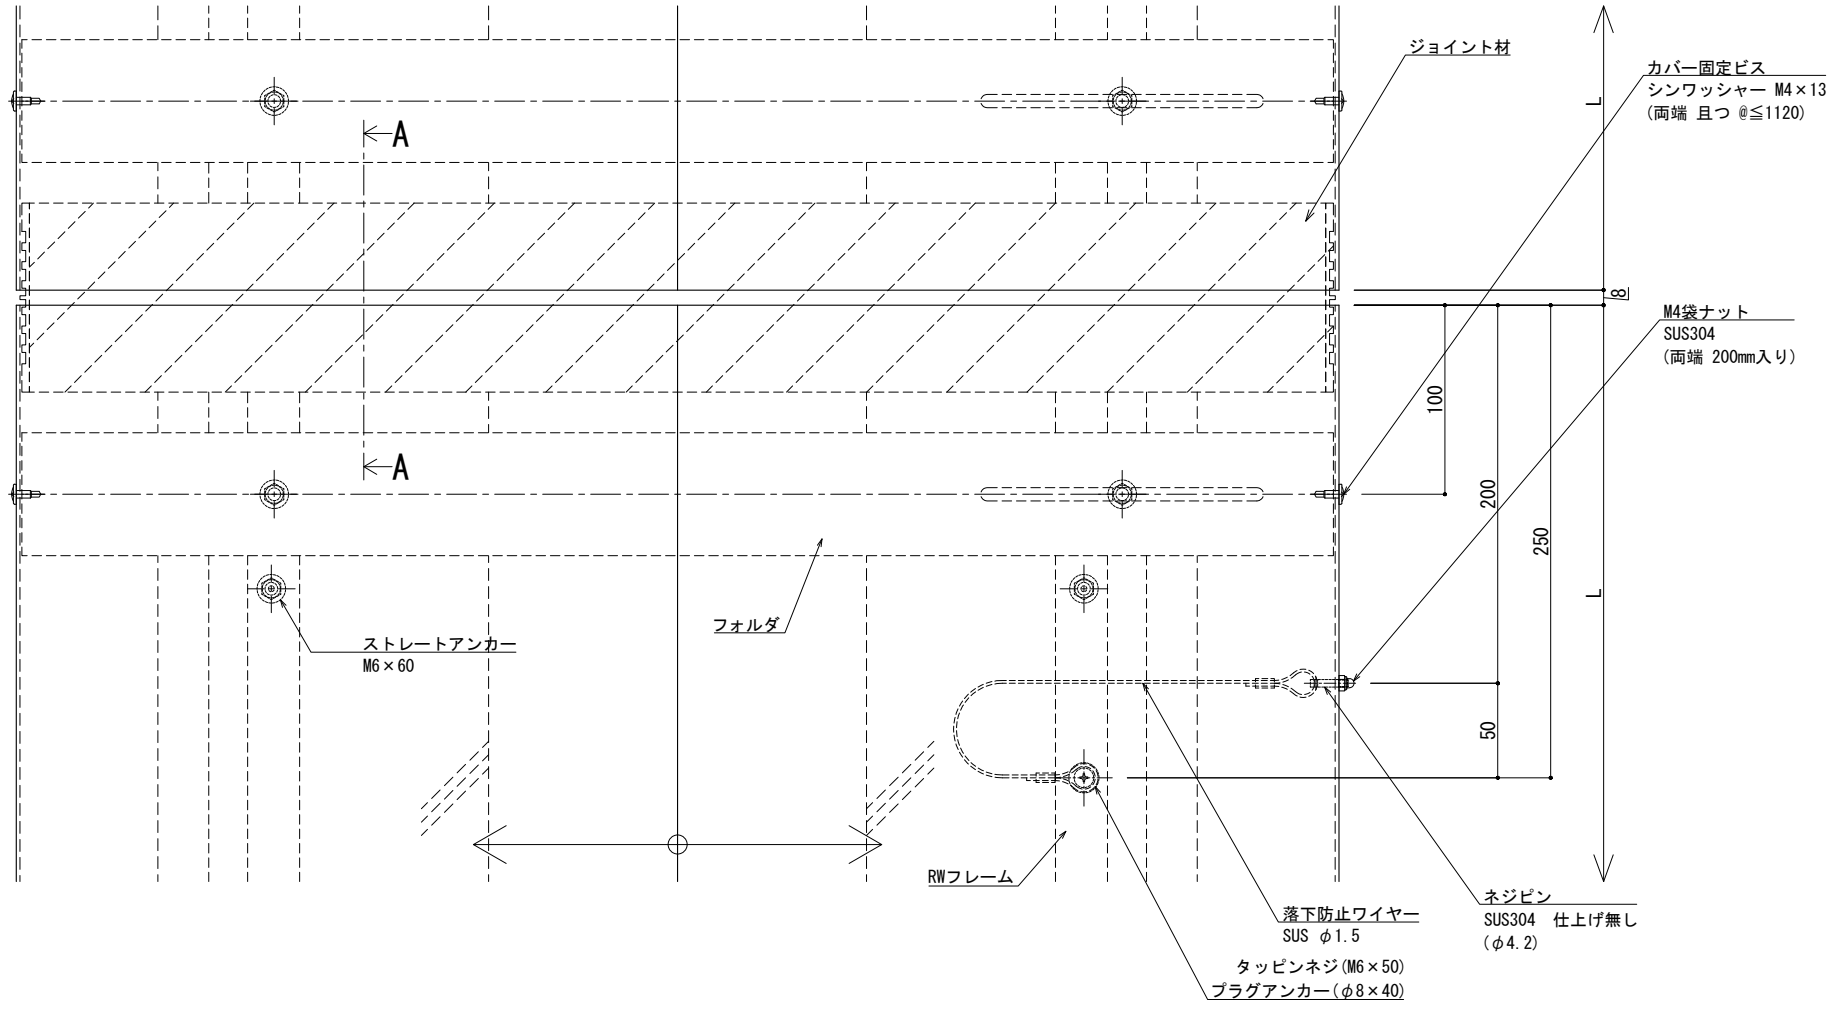 ジョイント材
カバー固定ビス
シンワッシャー M4×13
(両端 且つ @≦1120)
L
A
8
M4袋ナット
SUS304
(両端 200mm入り)
100
A
200
250
L
ストレートアンカー
M6×60
フォルダ
50
RWフレーム
ネジピン
SUS304 仕上げ無し
(φ4.2)
落下防止ワイヤー
SUS φ1.5
タッピンネジ(M6×50)
プラグアンカー(φ8×40)